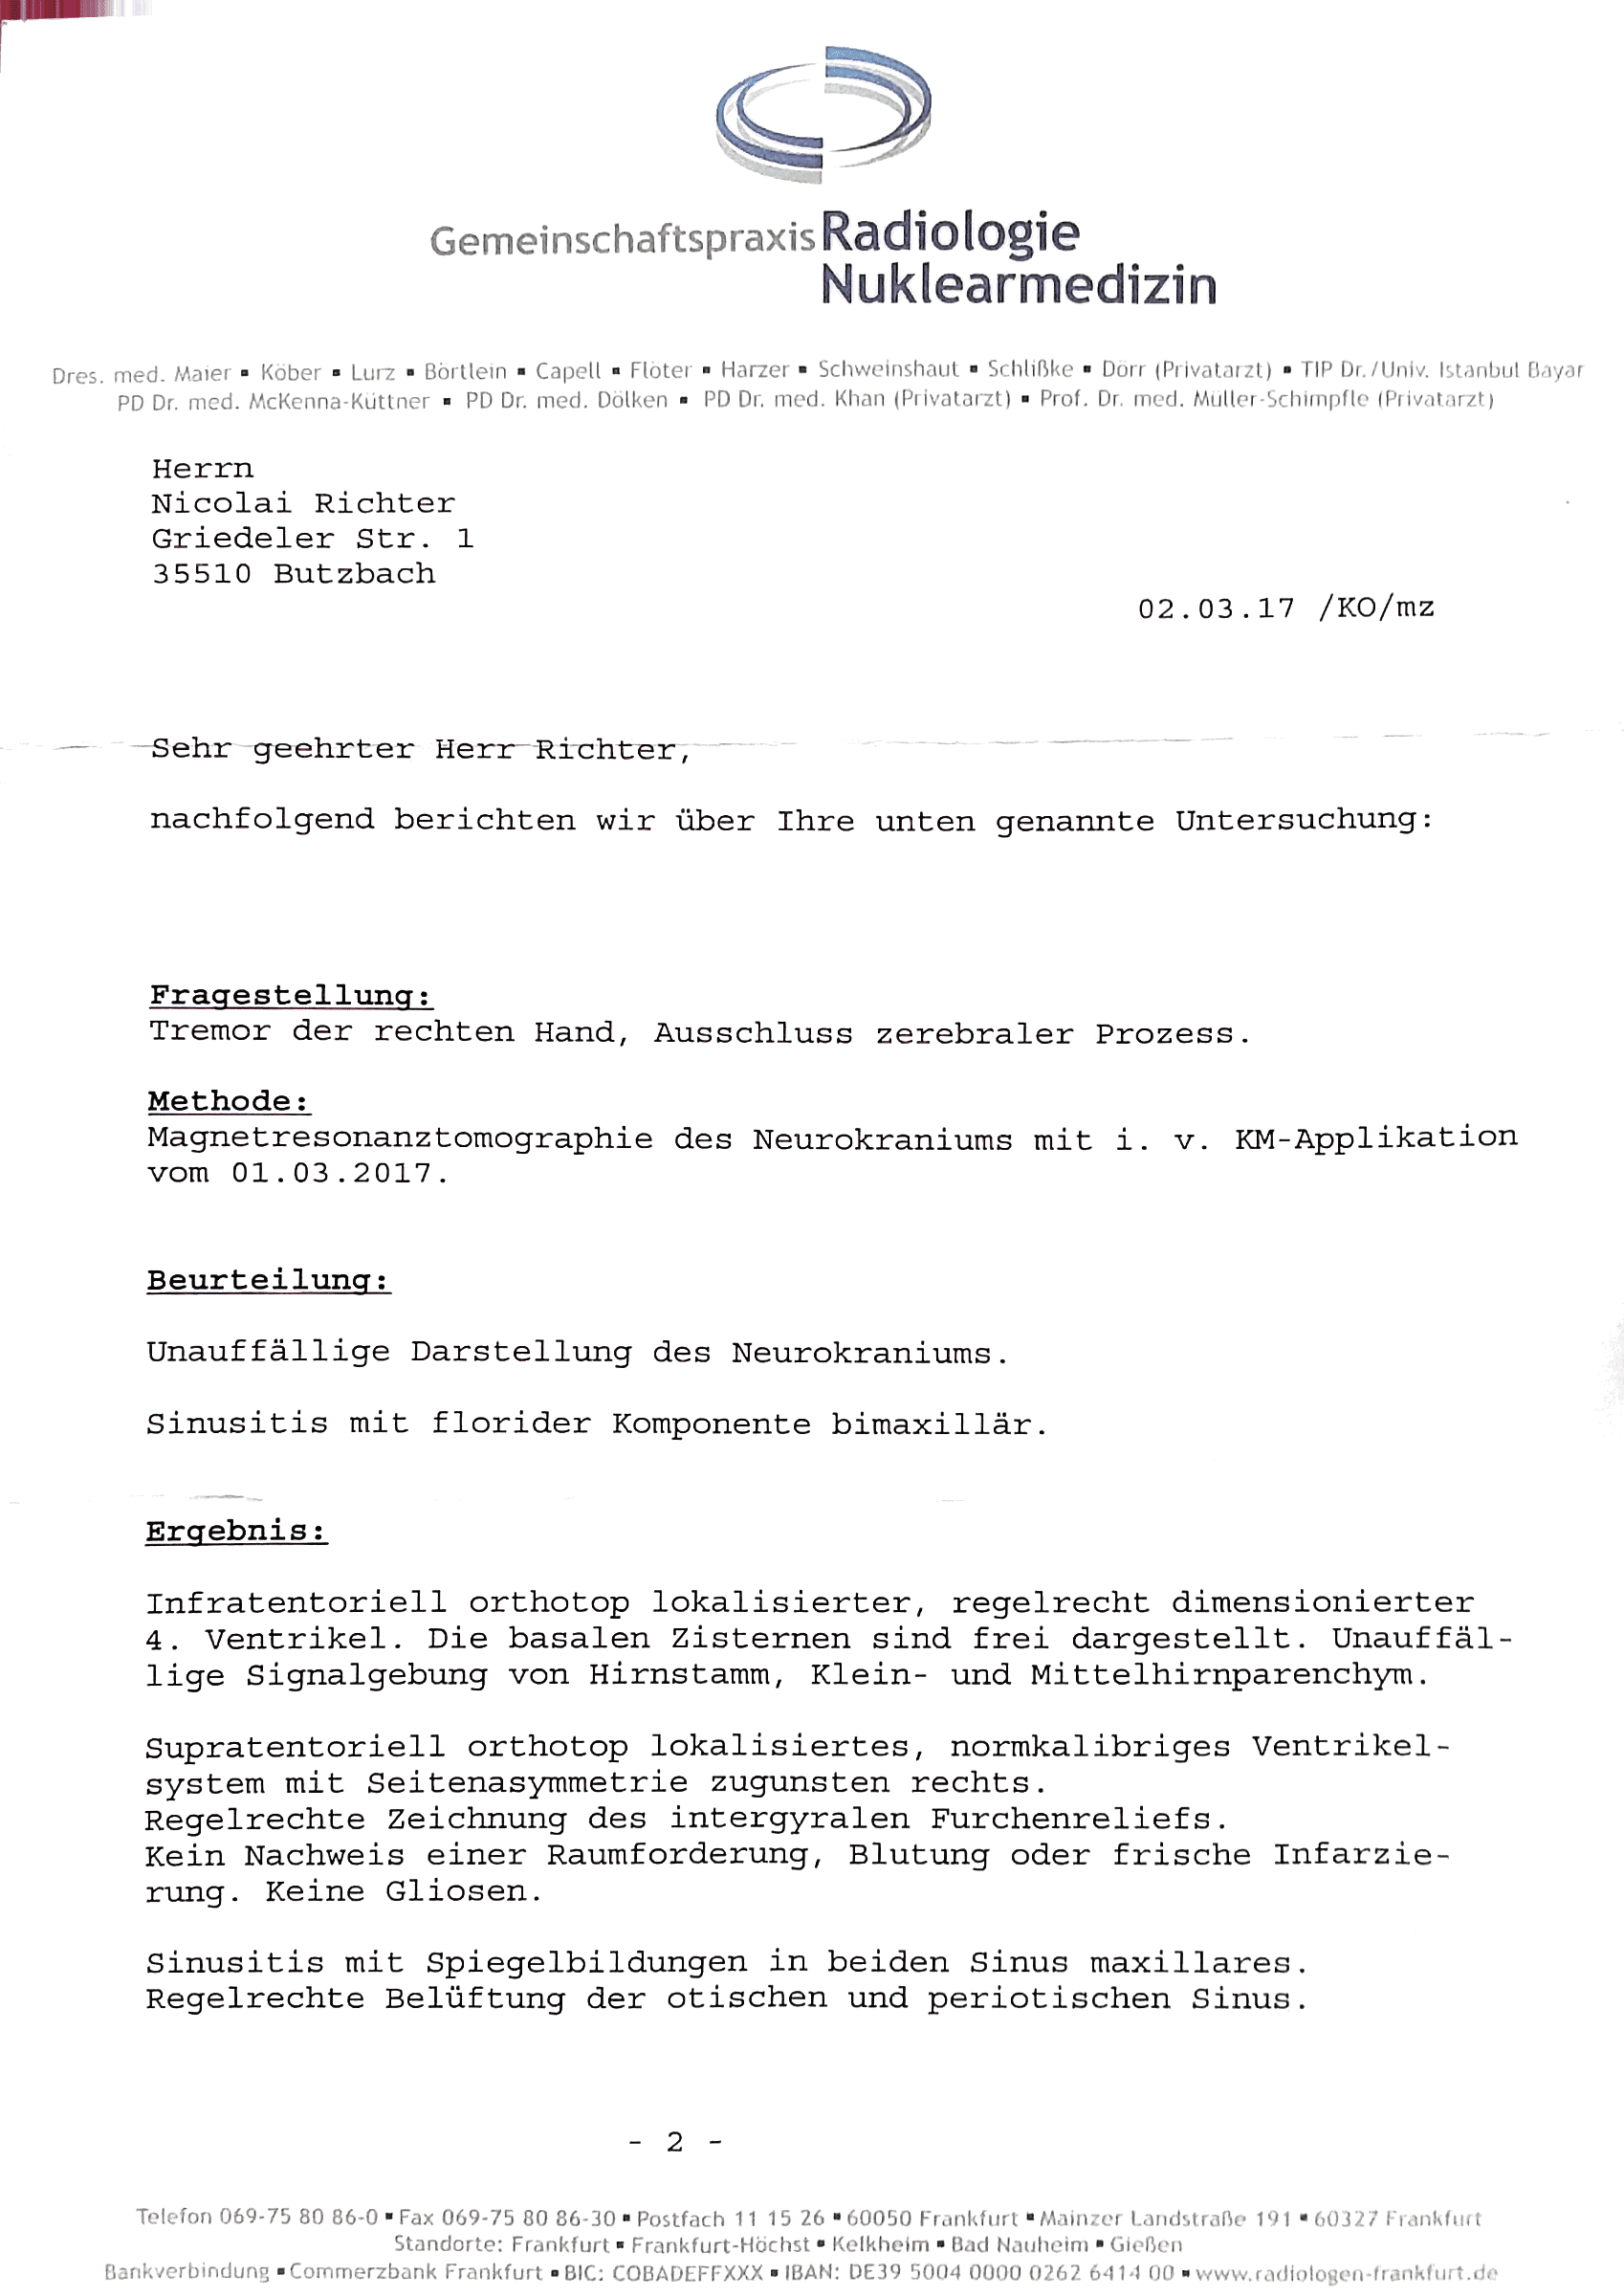 Gemeinschaftspraxis Radiologie
Nuklearmedizin
Dres. med. Maier ▪ Köber ▪ Lurz ▪ Börtlein ▪ Capell ▪ Flöter ▪ Harzer ▪ Schweinshaut ▪ Schlißke ▪ Dörr (Privatarzt) ▪ TIP Dr./Univ. Istanbul Bayar
PD Dr. med. McKenna-Küttner ▪ PD Dr. med. Dölken ▪ PD Dr. med. Khan (Privatarzt) ▪ Prof. Dr. med. Müller-Schimpfle (Privatarzt)
Herrn
Nicolai Richter
Griedeler Str. 1
35510 Butzbach
02.03.17 /KO/mz
Sehr geehrter Herr Richter,
nachfolgend berichten wir über Ihre unten genannte Untersuchung:
Fragestellung:
Tremor der rechten Hand, Ausschluss zerebraler Prozess.
Methode:
Magnetresonanztomographie des Neurokraniums mit i. v. KM-Applikation
vom 01.03.2017.
Beurteilung:
Unauffällige Darstellung des Neurokraniums.
Sinusitis mit florider Komponente bimaxillär.
Ergebnis:
Infratentoriell orthotop lokalisierter, regelrecht dimensionierter
4. Ventrikel. Die basalen Zisternen sind frei dargestellt. Unauffäl-
lige Signalgebung von Hirnstamm, Klein- und Mittelhirnparenchym.
Supratentoriell orthotop lokalisiertes, normkalibriges Ventrikel-
system mit Seitenasymmetrie zugunsten rechts.
Regelrechte Zeichnung des intergyralen Furchenreliefs.
Kein Nachweis einer Raumforderung, Blutung oder frische Infarzie-
rung. Keine Gliosen.
Sinusitis mit Spiegelbildungen in beiden Sinus maxillares.
Regelrechte Belüftung der otischen und periotischen Sinus.
- 2 -
Telefon 069-75 80 86-0 ▪ Fax 069-75 80 86-30 ▪ Postfach 11 15 26 ▪ 60050 Frankfurt ▪ Mainzer Landstraße 191 ▪ 60327 Frankfurt
Standorte: Frankfurt ▪ Frankfurt-Höchst ▪ Kelkheim ▪ Bad Nauheim ▪ Gießen
Bankverbindung ▪ Commerzbank Frankfurt ▪ BIC: COBADEFFXXX ▪ IBAN: DE39 5004 0000 0262 6414 00 ▪ www.radiologen-frankfurt.de